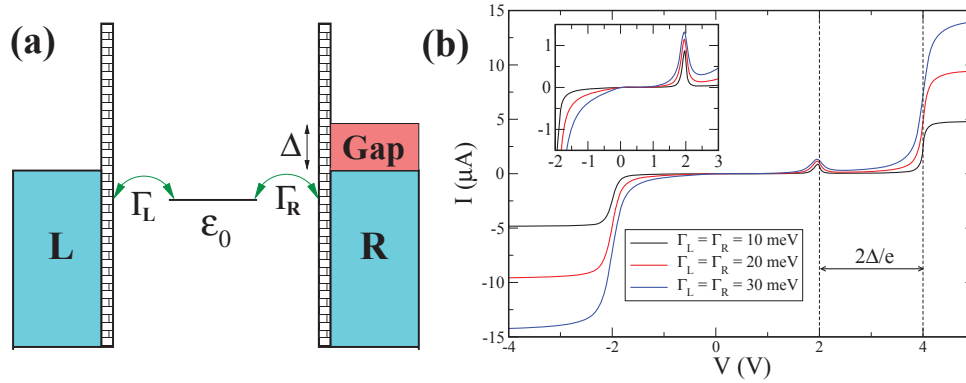 (a)
Δ
Gap
Γ_L
Γ_R
ε_0
L
R
(b)
I (μA)
15
10
5
0
-5
-10
-15
-4
-2
0
2
4
V (V)
1
0
-1
-2
-1
0
1
2
3
Γ_L = Γ_R = 10 meV
Γ_L = Γ_R = 20 meV
Γ_L = Γ_R = 30 meV
2Δ/e